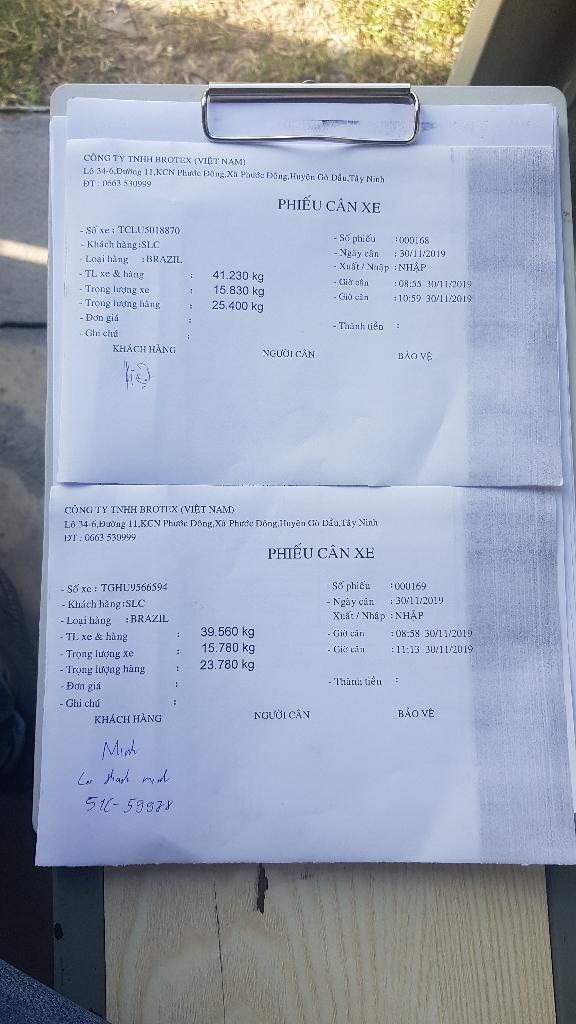 CÔNG TY TNHH BROTEX (VIỆT NAM)
Lô 34-6,Đường 11,KCN Phước Đông,Xã Phước Đông,Huyện Gò Dầu,Tây Ninh
ĐT : 0663 530999
PHIẾU CÂN XE
- Số xe : TCLU5018870
- Số phiếu :000168
- Khách hàng :SLC
- Ngày cân : 30/11/2019
- Loại hàng : BRAZIL
- Xuất / Nhập : NHẬP
- TL xe & hàng : 41.230 kg
- Giờ cân : 08:55 30/11/2019
- Trọng lượng xe : 15.830 kg
- Giờ cân : 10:59 30/11/2019
- Trọng lượng hàng : 25.400 kg
- Đơn giá :
- Thành tiền :
- Ghi chú :
KHÁCH HÀNG NGƯỜI CÂN BẢO VỆ
CÔNG TY TNHH BROTEX (VIỆT NAM)
Lô 34-6,Đường 11,KCN Phước Đông,Xã Phước Đông,Huyện Gò Dầu,Tây Ninh
ĐT : 0663 530999
PHIẾU CÂN XE
- Số xe : TGHU9566594
- Số phiếu :000169
- Khách hàng :SLC
- Ngày cân : 30/11/2019
- Loại hàng : BRAZIL
Xuất / Nhập : NHẬP
- TL xe & hàng : 39.560 kg
- Giờ cân : 08:58 30/11/2019
- Trọng lượng xe : 15.780 kg
- Giờ cân : 11:13 30/11/2019
- Trọng lượng hàng : 23.780 kg
- Đơn giá :
- Thành tiền :
- Ghi chú :
KHÁCH HÀNG NGƯỜI CÂN BẢO VỆ
Minh